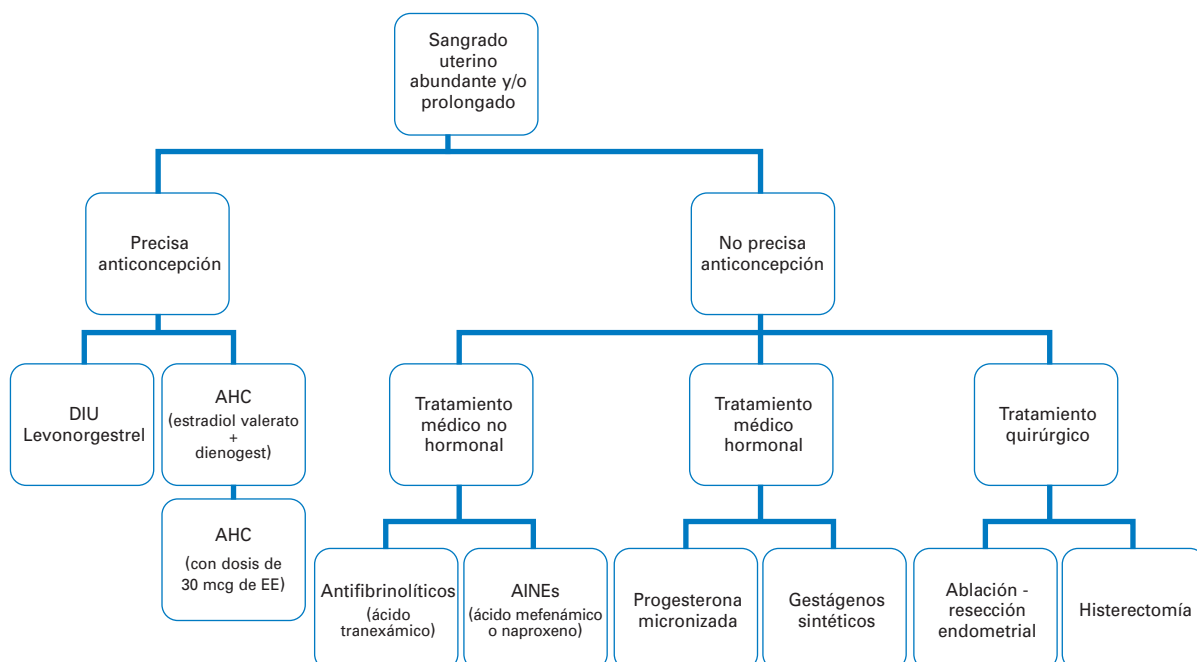 Sangrado
uterino
abundante y/o
prolongado
Precisa
anticoncepción
No precisa
anticoncepción
DIU
Levonorgestrel
AHC
(estradiol valerato
+
dienogest)
Tratamiento
médico no
hormonal
Tratamiento
médico
hormonal
Tratamiento
quirúrgico
AHC
(con dosis de
30 mcg de EE)
Antifibrinolíticos
(ácido
tranexámico)
AINEs
(ácido mefenámico
o naproxeno)
Progesterona
micronizada
Gestágenos
sintéticos
Ablación -
resección
endometrial
Histerectomía